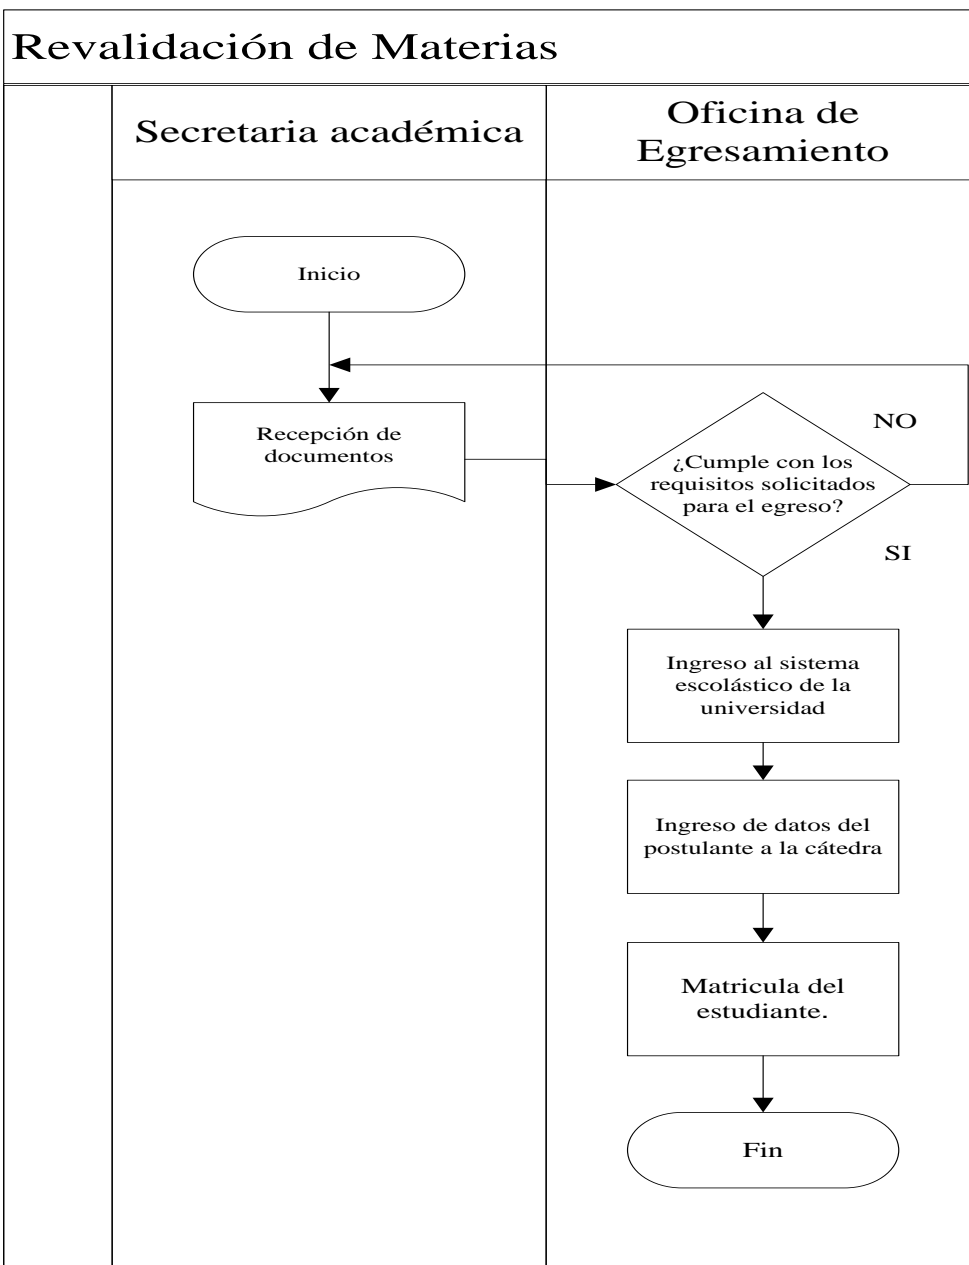 Revalidación de Materias
Secretaria académica
Oficina de
Egresamiento
Inicio
Recepción de
documentos
NO
¿Cumple con los
requisitos solicitados
para el egreso?
SI
Ingreso al sistema
escolástico de la
universidad
Ingreso de datos del
postulante a la cátedra
Matricula del
estudiante.
Fin